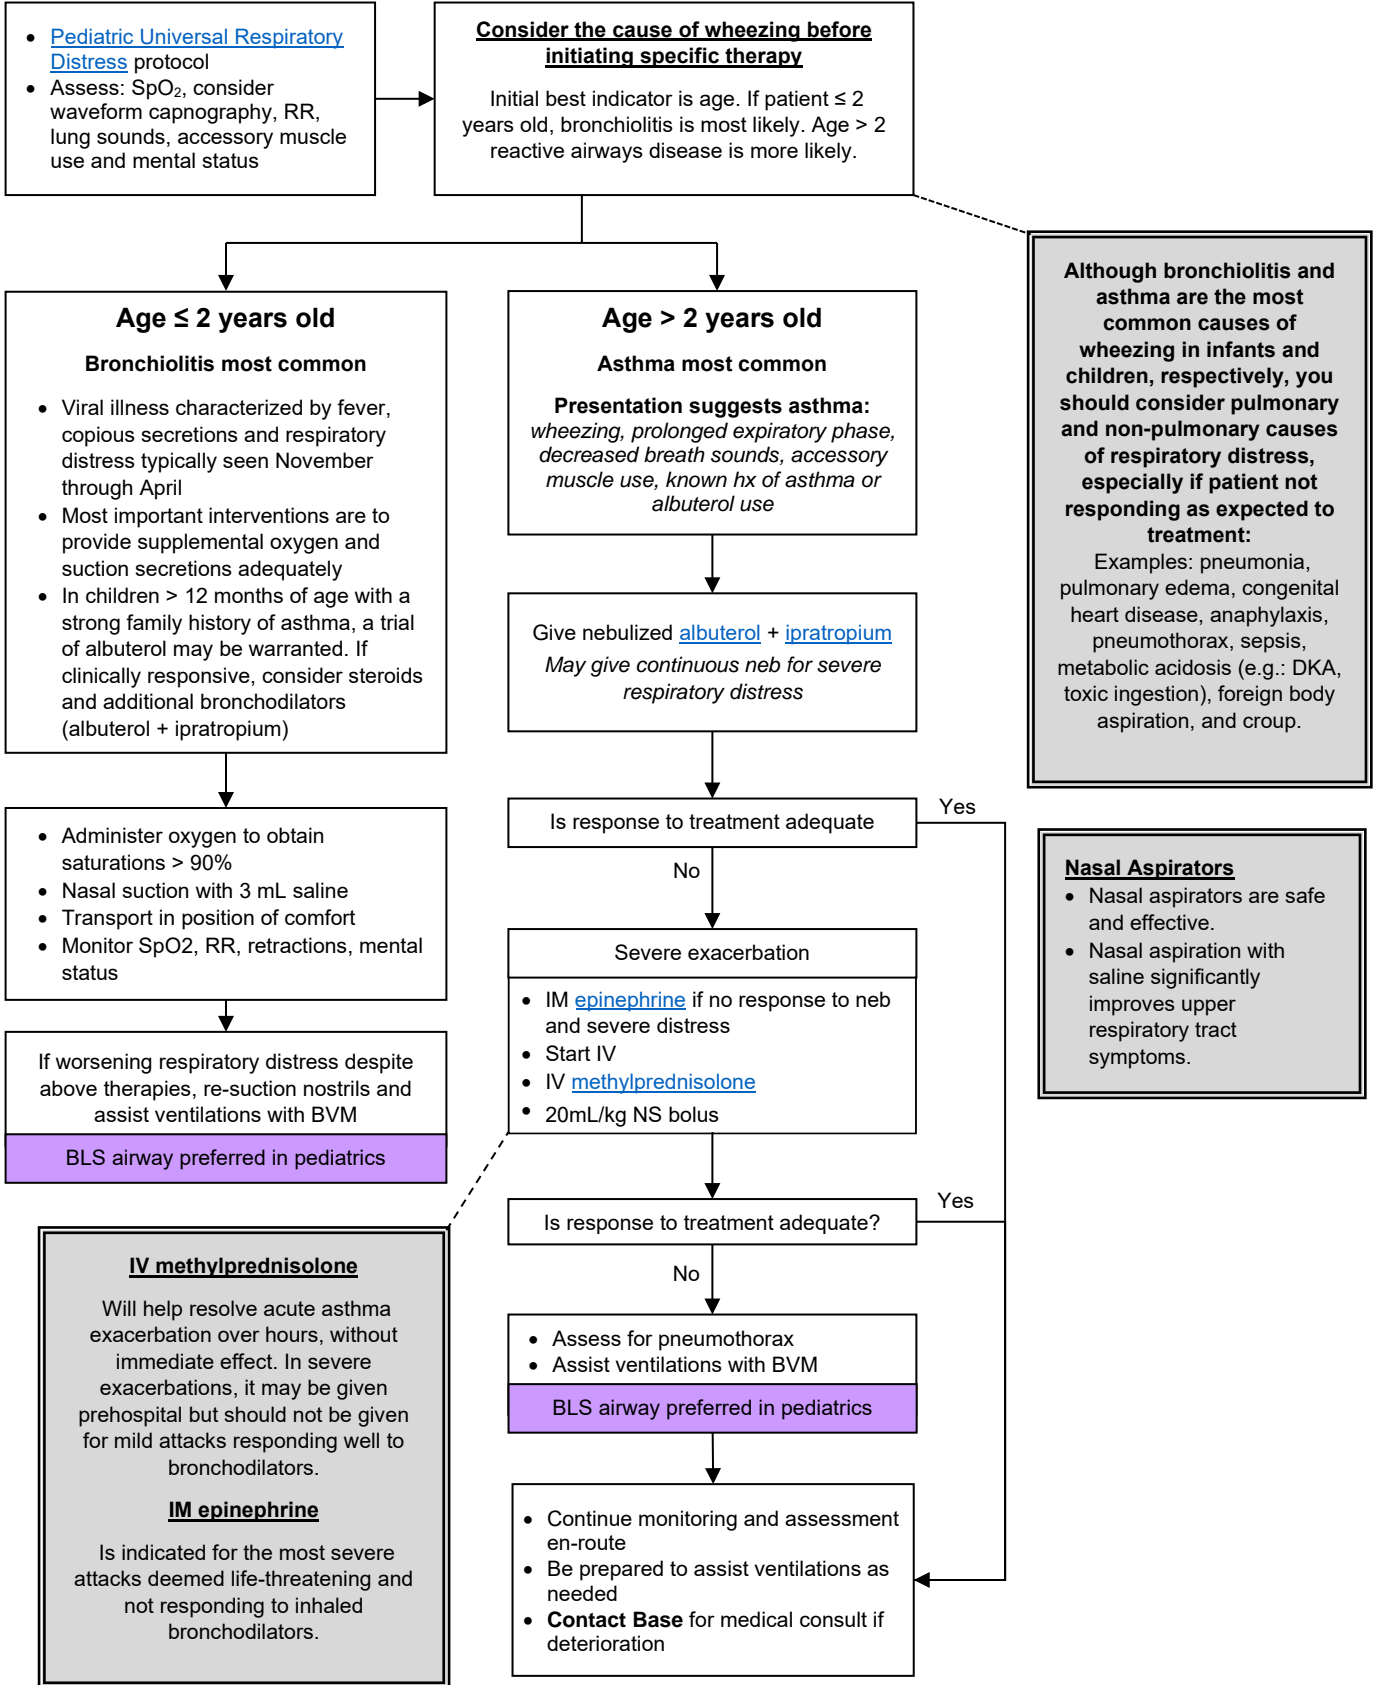 • Pediatric Universal Respiratory
Distress protocol
• Assess: SpO₂, consider
waveform capnography, RR,
lung sounds, accessory muscle
use and mental status
Consider the cause of wheezing before
initiating specific therapy
Initial best indicator is age. If patient ≤ 2
years old, bronchiolitis is most likely. Age > 2
reactive airways disease is more likely.
Although bronchiolitis and
asthma are the most
common causes of
wheezing in infants and
children, respectively, you
should consider pulmonary
and non-pulmonary causes
of respiratory distress,
especially if patient not
responding as expected to
treatment:
Examples: pneumonia,
pulmonary edema, congenital
heart disease, anaphylaxis,
pneumothorax, sepsis,
metabolic acidosis (e.g.: DKA,
toxic ingestion), foreign body
aspiration, and croup.
Age ≤ 2 years old
Bronchiolitis most common
• Viral illness characterized by fever,
copious secretions and respiratory
distress typically seen November
through April
• Most important interventions are to
provide supplemental oxygen and
suction secretions adequately
• In children > 12 months of age with a
strong family history of asthma, a trial
of albuterol may be warranted. If
clinically responsive, consider steroids
and additional bronchodilators
(albuterol + ipratropium)
• Administer oxygen to obtain
saturations > 90%
• Nasal suction with 3 mL saline
• Transport in position of comfort
• Monitor SpO2, RR, retractions, mental
status
If worsening respiratory distress despite
above therapies, re-suction nostrils and
assist ventilations with BVM
BLS airway preferred in pediatrics
Age > 2 years old
Asthma most common
Presentation suggests asthma:
wheezing, prolonged expiratory phase,
decreased breath sounds, accessory
muscle use, known hx of asthma or
albuterol use
Give nebulized albuterol + ipratropium
May give continuous neb for severe
respiratory distress
Is response to treatment adequate
Yes
No
Severe exacerbation
• IM epinephrine if no response to neb
and severe distress
• Start IV
• IV methylprednisolone
• 20mL/kg NS bolus
Is response to treatment adequate?
Yes
No
• Assess for pneumothorax
• Assist ventilations with BVM
BLS airway preferred in pediatrics
• Continue monitoring and assessment
en-route
• Be prepared to assist ventilations as
needed
• Contact Base for medical consult if
deterioration
Nasal Aspirators
• Nasal aspirators are safe
and effective.
• Nasal aspiration with
saline significantly
improves upper
respiratory tract
symptoms.
IV methylprednisolone
Will help resolve acute asthma
exacerbation over hours, without
immediate effect. In severe
exacerbations, it may be given
prehospital but should not be given
for mild attacks responding well to
bronchodilators.
IM epinephrine
Is indicated for the most severe
attacks deemed life-threatening and
not responding to inhaled
bronchodilators.